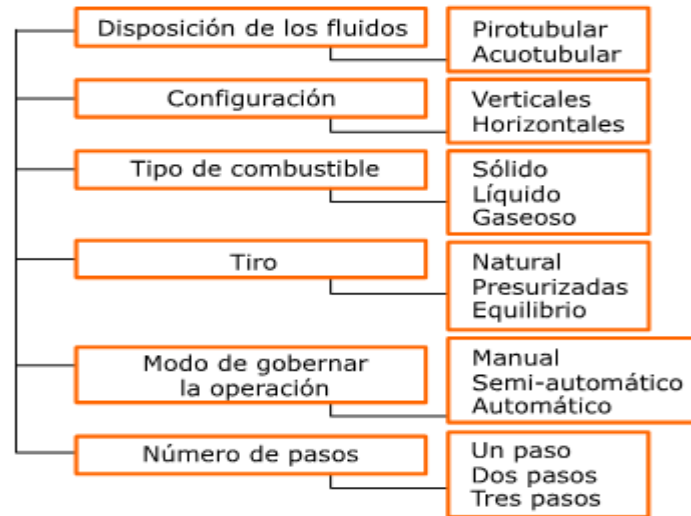 Disposición de los fluidos
Pirotubular
Acuotubular
Configuración
Verticales
Horizontales
Tipo de combustible
Sólido
Líquido
Gaseoso
Tiro
Natural
Presurizadas
Equilibrio
Modo de gobernar
la operación
Manual
Semi-automático
Automático
Número de pasos
Un paso
Dos pasos
Tres pasos